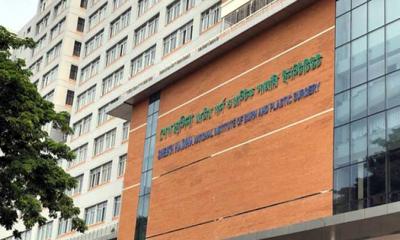 শেখ হাসিনা জাতীয় বার্ন ও প্লাস্টিক সার্জারি ইনস্টিটিউট
SHEIKH HASINA NATIONAL INSTITUTE OF BURN AND PLASTIC SURGERY